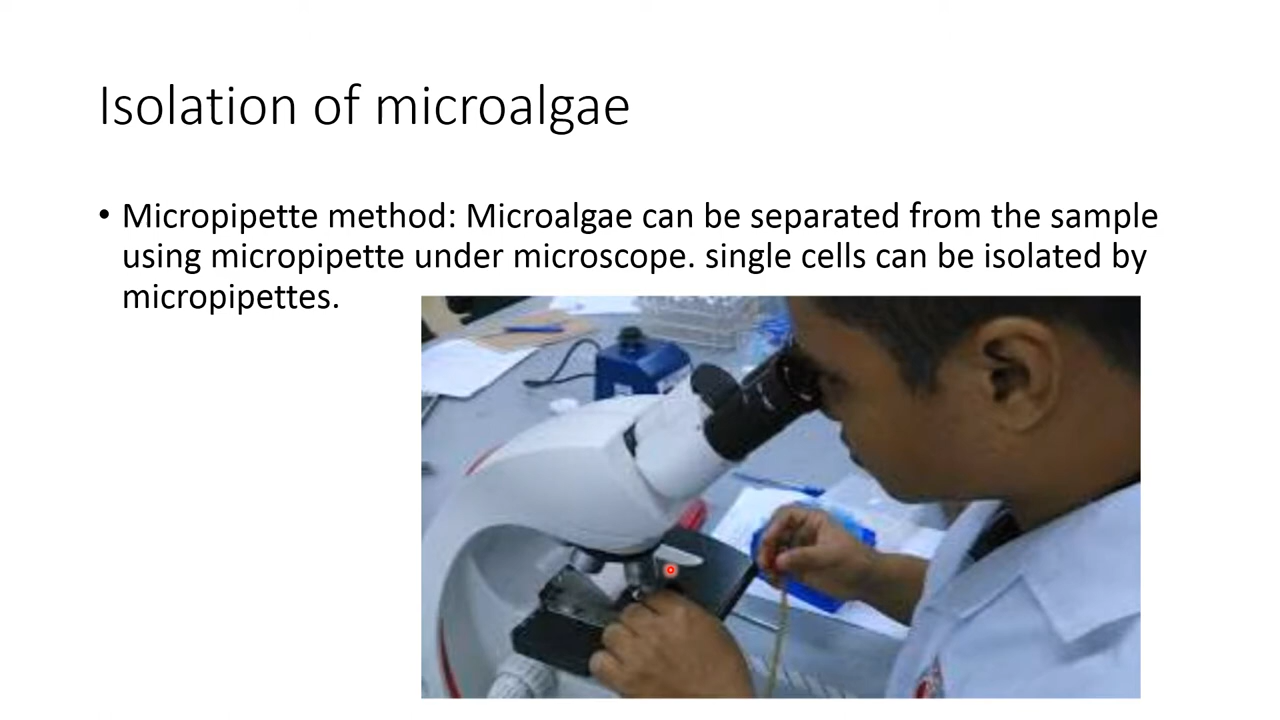 Isolation of microalgae
• Micropipette method: Microalgae can be separated from the sample
using micropipette under microscope. single cells can be isolated by
micropipettes.